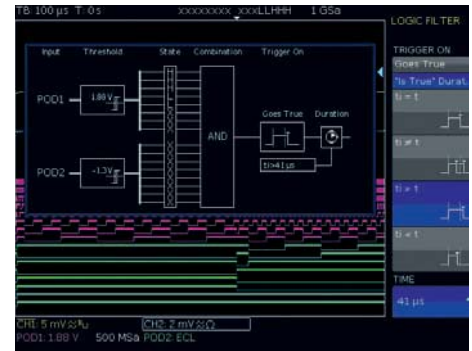 TB: 100 µs T: 0 s xxxxxxxx xxxLLHHH 1 GSa
LOGIC FILTER
TRIGGER ON
Goes True
"Is True" Durat.
ti = t
ti ≠ t
ti > t
ti < t
TIME
41 µs
Input Threshold State Combination Trigger On
POD1 1.88 V
AND
Goes True Duration
ti>41 µs
POD2 -1.3V
CH1: 5 mV CH2: 2 mV
POD1: 1.88 V 500 MSa POD2: ECL